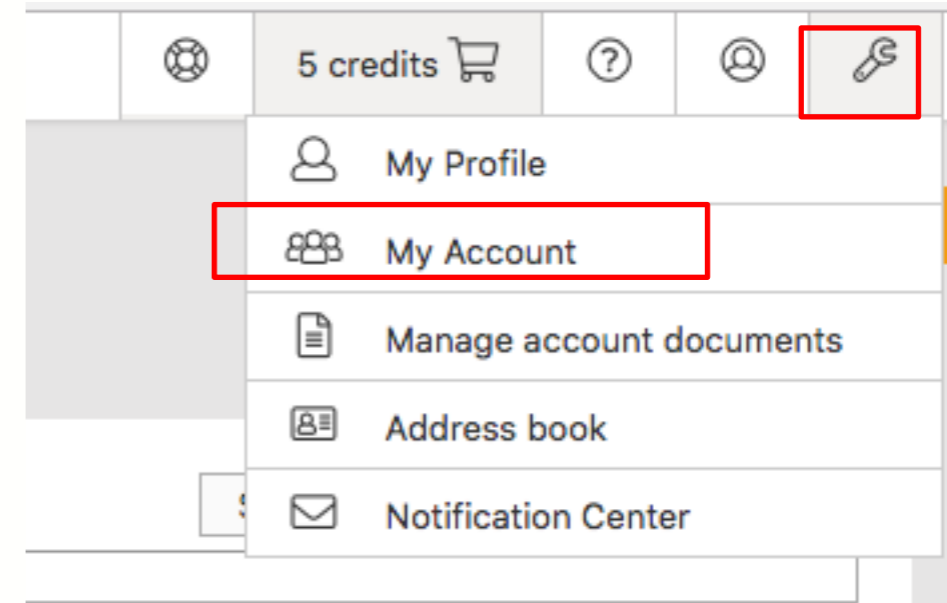 5 credits
My Profile
My Account
Manage account documents
Address book
Notification Center